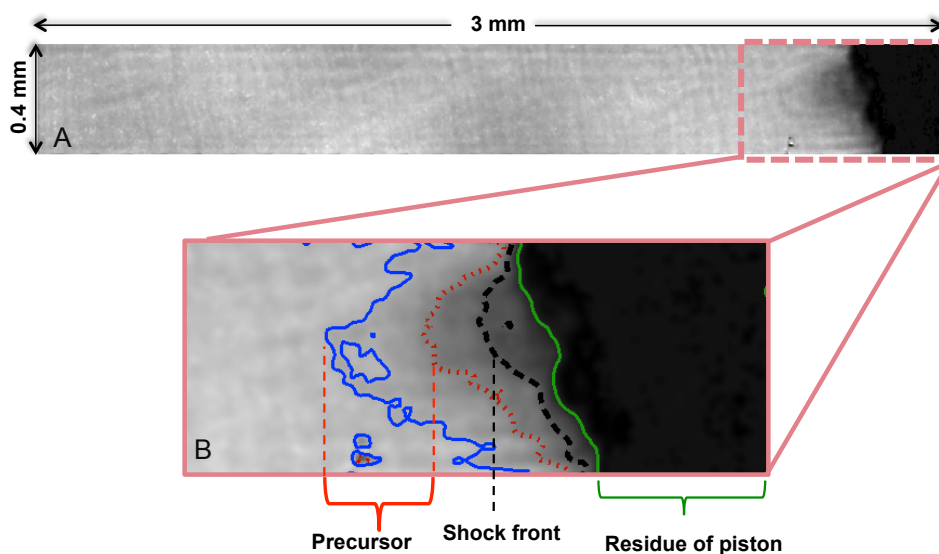 3 mm
0.4 mm
A
B
Precursor
Shock front
Residue of piston